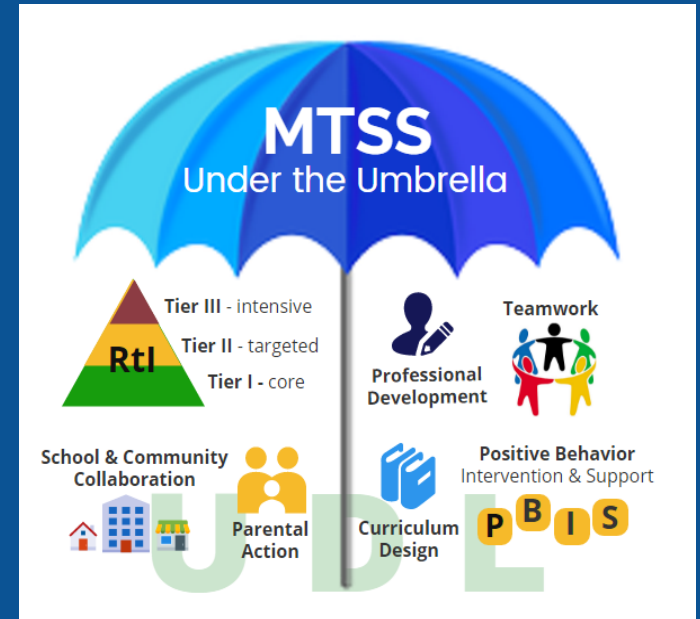 MTSS
Under the Umbrella
RtI
Tier III - intensive
Tier II - targeted
Tier I - core
Professional
Development
Teamwork
School & Community
Collaboration
Parental
Action
Curriculum
Design
Positive Behavior
Intervention & Support
P B I S
U D L